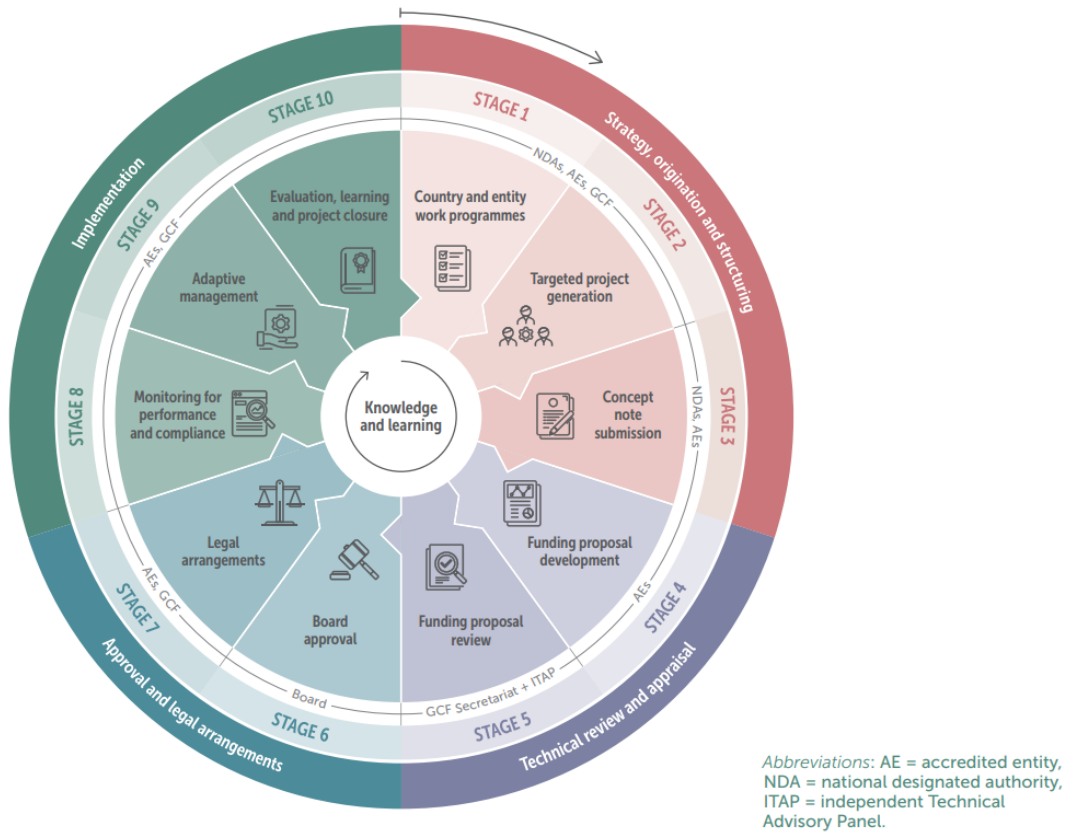 STAGE 1
STAGE 2
STAGE 3
STAGE 4
STAGE 5
STAGE 6
STAGE 7
STAGE 8
STAGE 9
STAGE 10
Strategy, origination and structuring
Technical review and appraisal
Approval and legal arrangements
Implementation
NDAs, AEs, GCF
NDAs, AEs
AEs
GCF Secretariat + ITAP
Board
AEs, GCF
AEs, GCF
Country and entity
work programmes
Targeted project
generation
Concept
note
submission
Funding proposal
development
Funding proposal
review
Board
approval
Legal
arrangements
Monitoring for
performance
and compliance
Adaptive
management
Evaluation, learning
and project closure
Knowledge
and learning
Abbreviations: AE = accredited entity,
NDA = national designated authority,
ITAP = independent Technical
Advisory Panel.